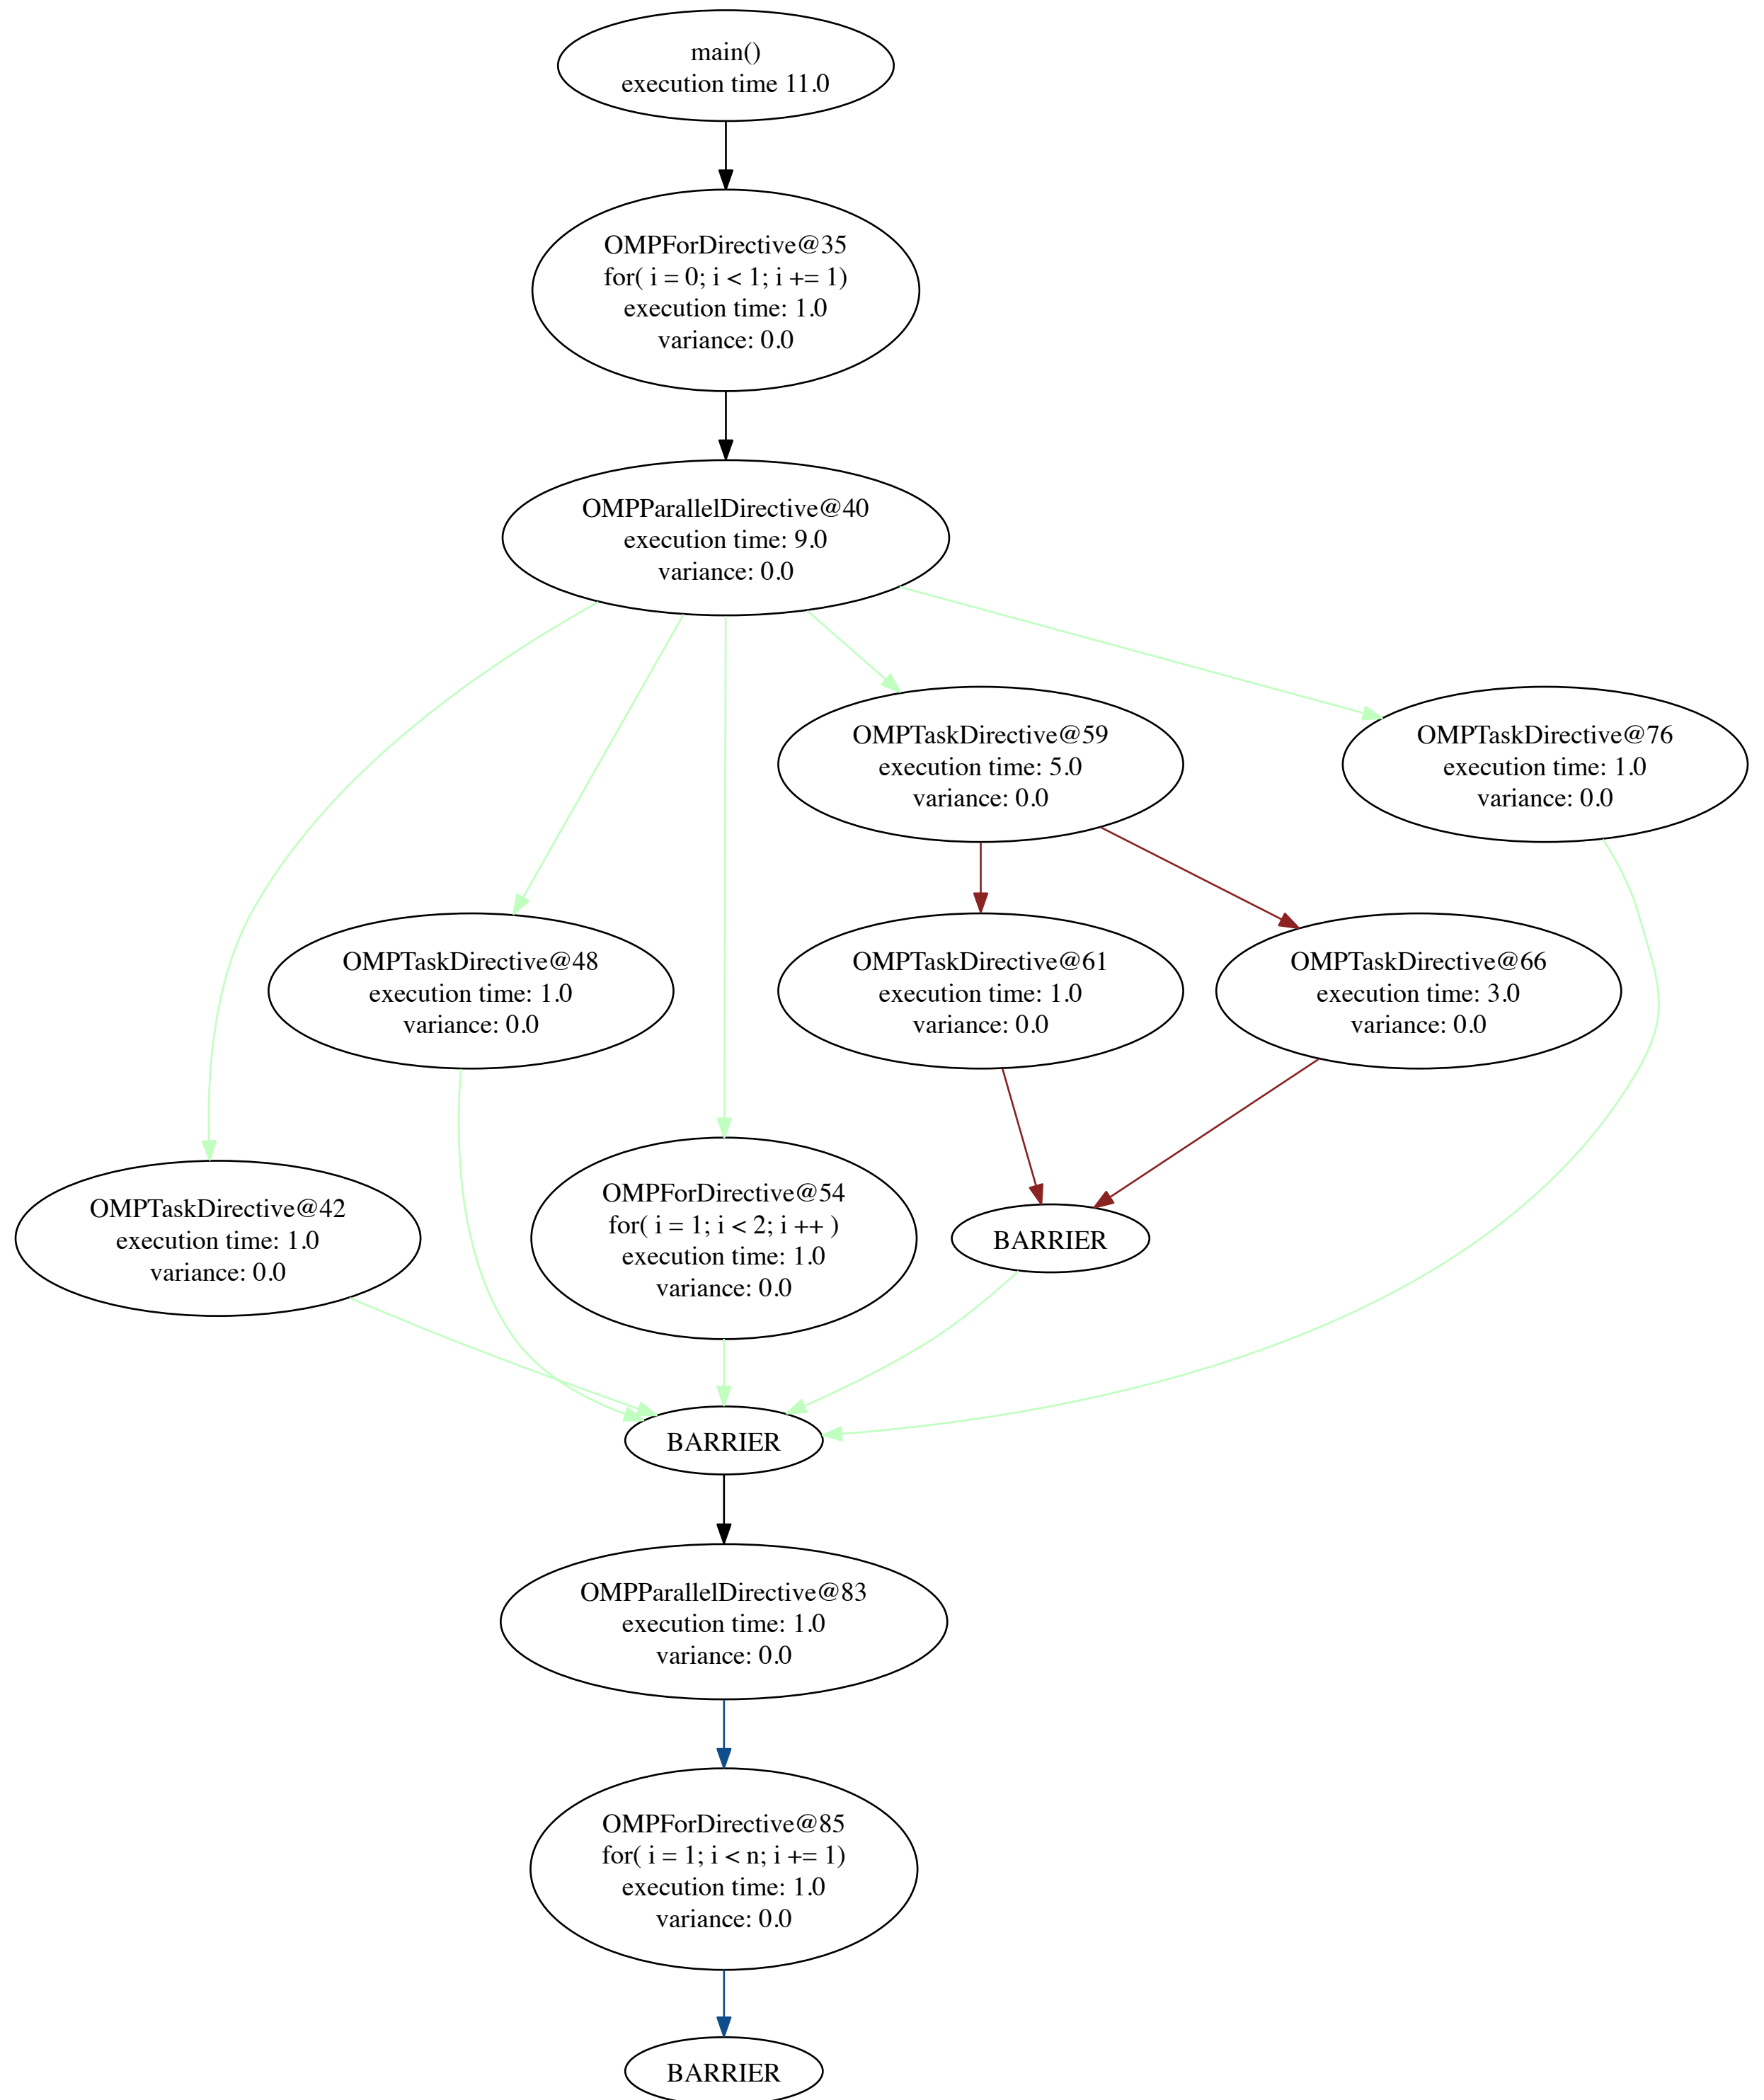 main()
execution time 11.0
OMPForDirective@35
for( i = 0; i < 1; i += 1)
execution time: 1.0
variance: 0.0
OMPParallelDirective@40
execution time: 9.0
variance: 0.0
OMPTaskDirective@59
execution time: 5.0
variance: 0.0
OMPTaskDirective@76
execution time: 1.0
variance: 0.0
OMPTaskDirective@48
execution time: 1.0
variance: 0.0
OMPTaskDirective@61
execution time: 1.0
variance: 0.0
OMPTaskDirective@66
execution time: 3.0
variance: 0.0
OMPTaskDirective@42
execution time: 1.0
variance: 0.0
OMPForDirective@54
for( i = 1; i < 2; i ++ )
execution time: 1.0
variance: 0.0
BARRIER
BARRIER
OMPParallelDirective@83
execution time: 1.0
variance: 0.0
OMPForDirective@85
for( i = 1; i < n; i += 1)
execution time: 1.0
variance: 0.0
BARRIER